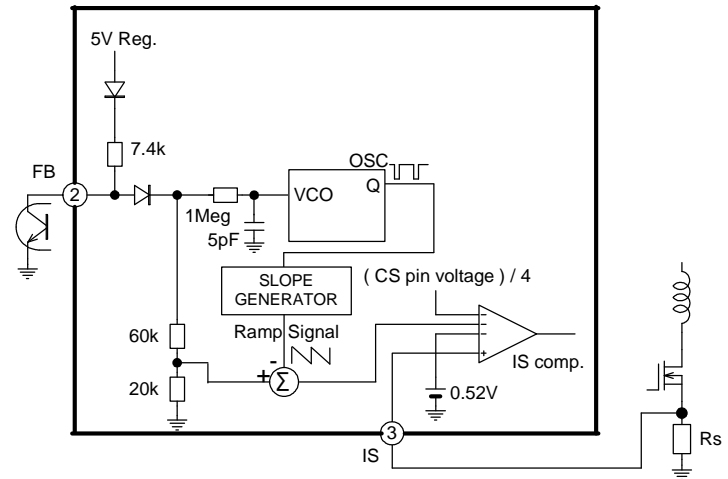 5V Reg.
7.4k
FB
2
OSC
Q
VCO
1Meg
5pF
SLOPE
GENERATOR
( CS pin voltage ) / 4
60k
Ramp Signal
-
+
Σ
20k
-
-
-
+
IS comp.
0.52V
3
IS
Rs